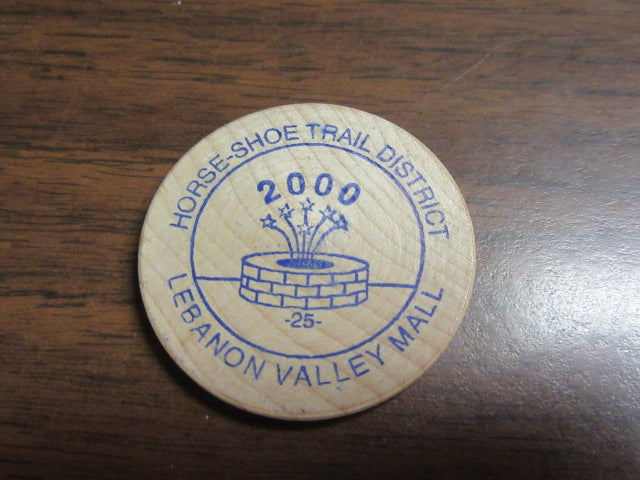 HORSE-SHOE TRAIL DISTRICT
2000
-25-
LEBANON VALLEY MALL